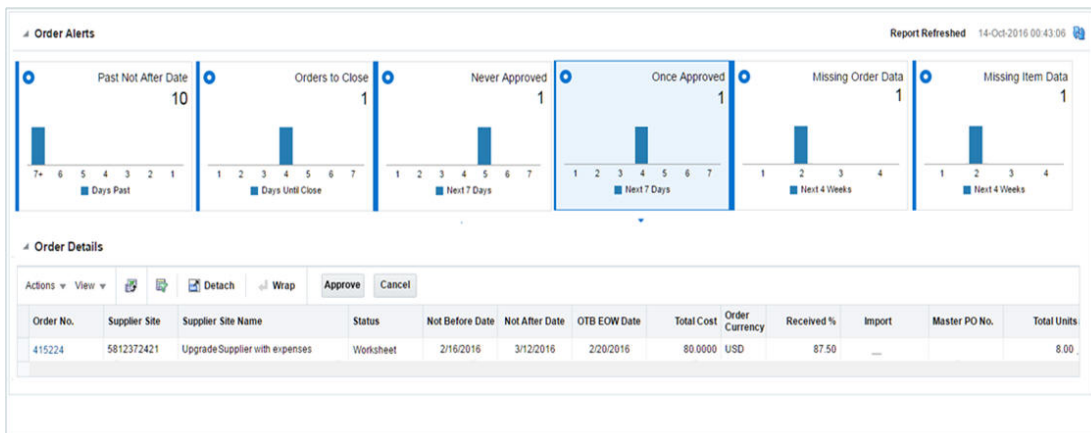 Order Alerts
Report Refreshed 14-Oct-2016 00:43:06
Past Not After Date
10
7+ 6 5 4 3 2 1
Days Past
Orders to Close
1
1 2 3 4 5 6 7
Days Until Close
Never Approved
1
1 2 3 4 5 6 7
Next 7 Days
Once Approved
1
1 2 3 4 5 6 7
Next 7 Days
Missing Order Data
1
1 2 3 4
Next 4 Weeks
Missing Item Data
1
1 2 3 4
Next 4 Weeks
Order Details
Actions View Detach Wrap Approve Cancel
Order No. Supplier Site Supplier Site Name Status Not Before Date Not After Date OTB EOW Date Total Cost Order Currency Received % Import Master PO No. Total Units
415224 5812372421 Upgrade Supplier with expenses Worksheet 2/16/2016 3/12/2016 2/20/2016 80.0000 USD 87.50 __ 8.00